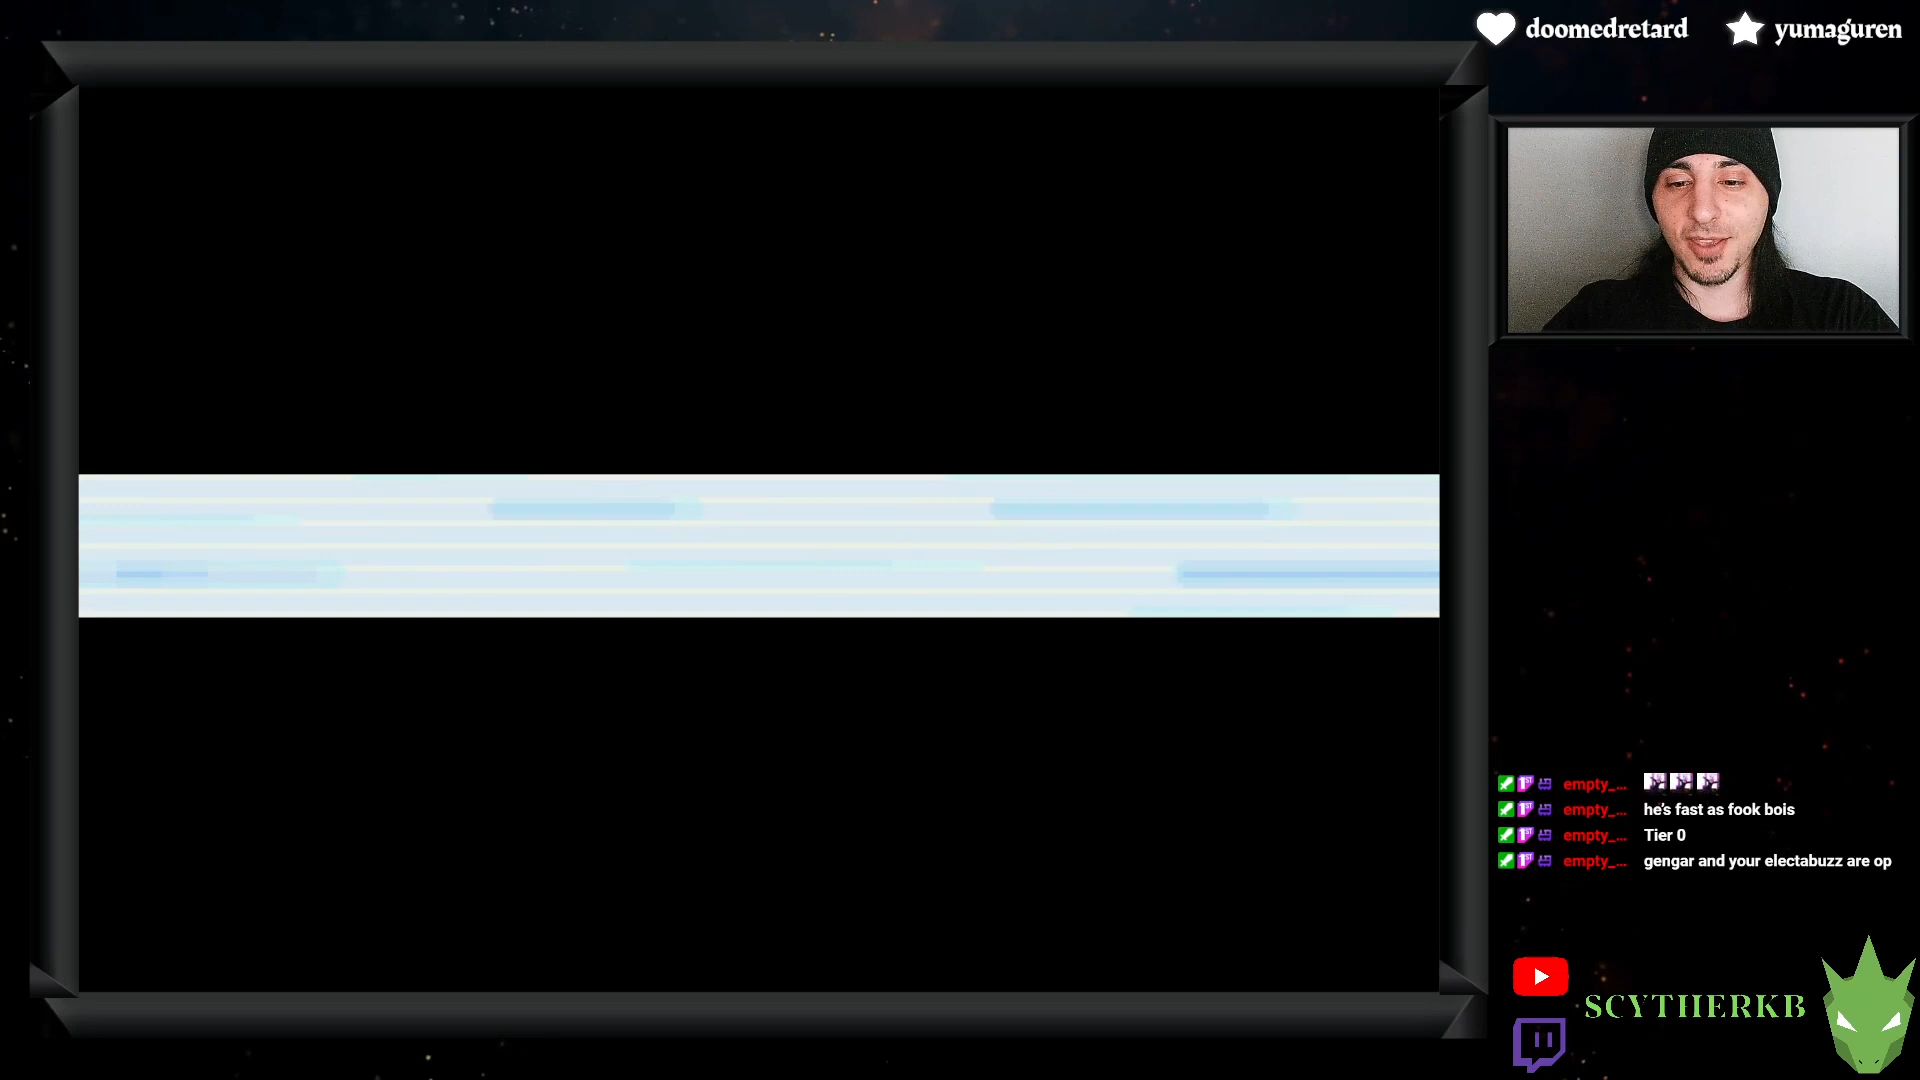 doomedretard yumaguren
empty_... 
empty_... he's fast as fook bois
empty_... Tier 0
empty_... gengar and your electabuzz are op
SCYTHERKB